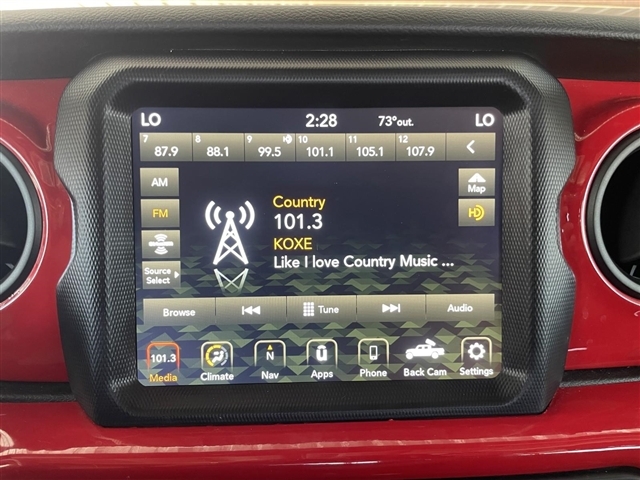 LO 2:28 73°out. LO
7 8 9 HD 10 11 12
87.9 88.1 99.5 101.1 105.1 107.9
AM
Map
FM
HD
Country
101.3
KOXE
Like I love Country Music ...
Source
Select
Browse Tune Audio
101.3 N
Media Climate Nav Apps Phone Back Cam Settings